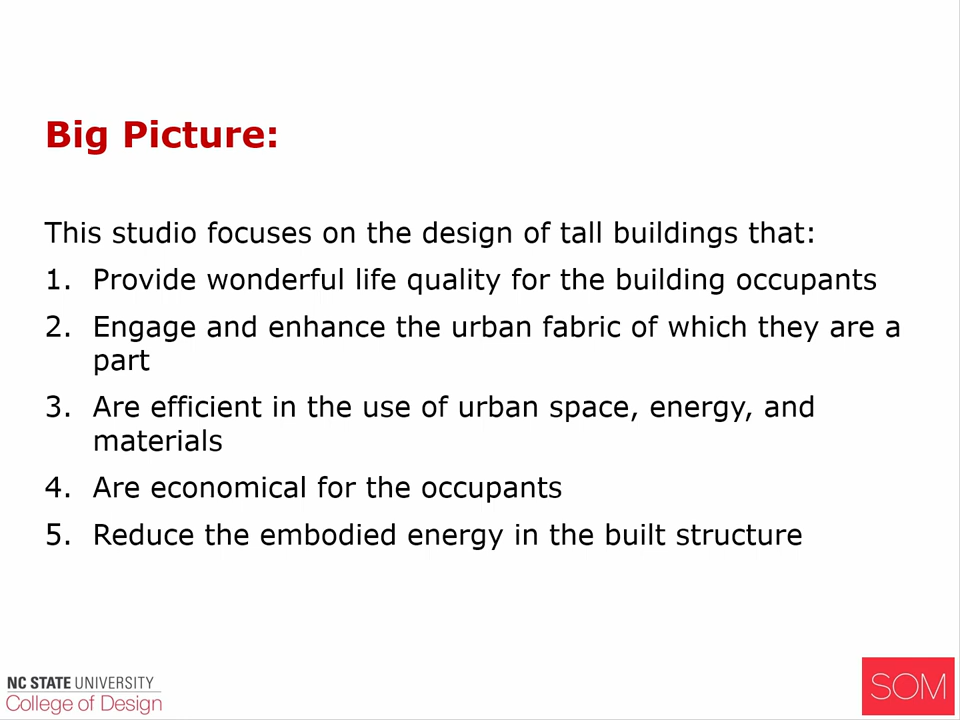 Big Picture:
This studio focuses on the design of tall buildings that:
1. Provide wonderful life quality for the building occupants
2. Engage and enhance the urban fabric of which they are a
part
3. Are efficient in the use of urban space, energy, and
materials
4. Are economical for the occupants
5. Reduce the embodied energy in the built structure
NC STATE UNIVERSITY
College of Design
SOM